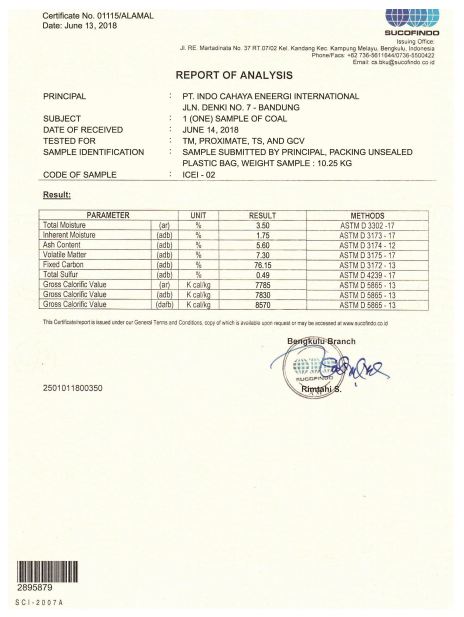 Certificate No. 01115/ALAMAL
Date: June 13, 2018
SUCOFINDO
Issuing Office:
Jl. RE. Martadinata No. 37 RT 07/02 Kel. Kandang Kec. Kampung Melayu, Bengkulu, Indonesia
Phone/Facs: +62 736-5611644/0736-5500422
Email: cs.bku@sucofindo.co.id
REPORT OF ANALYSIS
PRINCIPAL : PT. INDO CAHAYA ENEERGI INTERNATIONAL
JLN. DENKI NO. 7 - BANDUNG
SUBJECT : 1 (ONE) SAMPLE OF COAL
DATE OF RECEIVED : JUNE 14, 2018
TESTED FOR : TM, PROXIMATE, TS, AND GCV
SAMPLE IDENTIFICATION : SAMPLE SUBMITTED BY PRINCIPAL, PACKING UNSEALED
PLASTIC BAG, WEIGHT SAMPLE : 10.25 KG
CODE OF SAMPLE : ICEI - 02
Result:
PARAMETER UNIT RESULT METHODS
Total Moisture (ar) % 3.50 ASTM D 3302 -17
Inherent Moisture (adb) % 1.75 ASTM D 3173 - 17
Ash Content (adb) % 5.60 ASTM D 3174 - 12
Volatile Matter (adb) % 7.30 ASTM D 3175 - 17
Fixed Carbon (adb) % 76.15 ASTM D 3172 - 13
Total Sulfur (adb) % 0.49 ASTM D 4239 - 17
Gross Calorific Value (ar) K cal/kg 7785 ASTM D 5865 - 13
Gross Calorific Value (adb) K cal/kg 7830 ASTM D 5865 - 13
Gross Calorific Value (dafb) K cal/kg 8570 ASTM D 5865 - 13
This Certificate/report is issued under our General Terms and Conditions, copy of which is available upon request or may be accessed at www.sucofindo.co.id
Bengkulu Branch
SUCOFINDO
Rimtahi S.
2501011800350
2895879
SCI-2007A